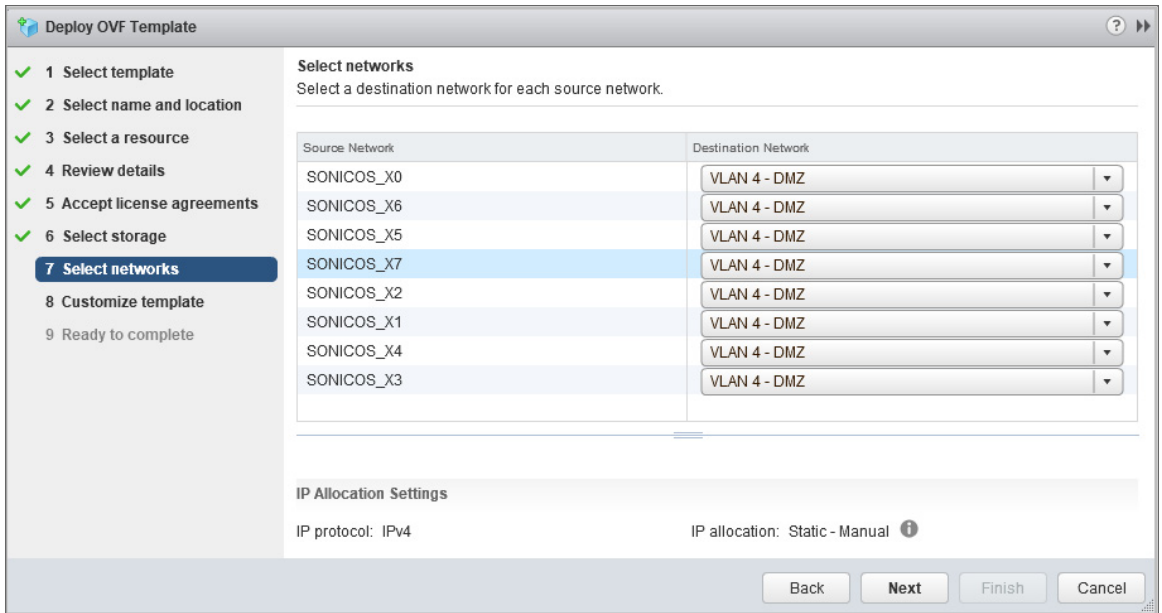 Deploy OVF Template
1 Select template
2 Select name and location
3 Select a resource
4 Review details
5 Accept license agreements
6 Select storage
7 Select networks
8 Customize template
9 Ready to complete
Select networks
Select a destination network for each source network.
Source Network Destination Network
SONICOS_X0 VLAN 4 - DMZ
SONICOS_X6 VLAN 4 - DMZ
SONICOS_X5 VLAN 4 - DMZ
SONICOS_X7 VLAN 4 - DMZ
SONICOS_X2 VLAN 4 - DMZ
SONICOS_X1 VLAN 4 - DMZ
SONICOS_X4 VLAN 4 - DMZ
SONICOS_X3 VLAN 4 - DMZ
IP Allocation Settings
IP protocol: IPv4 IP allocation: Static - Manual
Back Next Finish Cancel